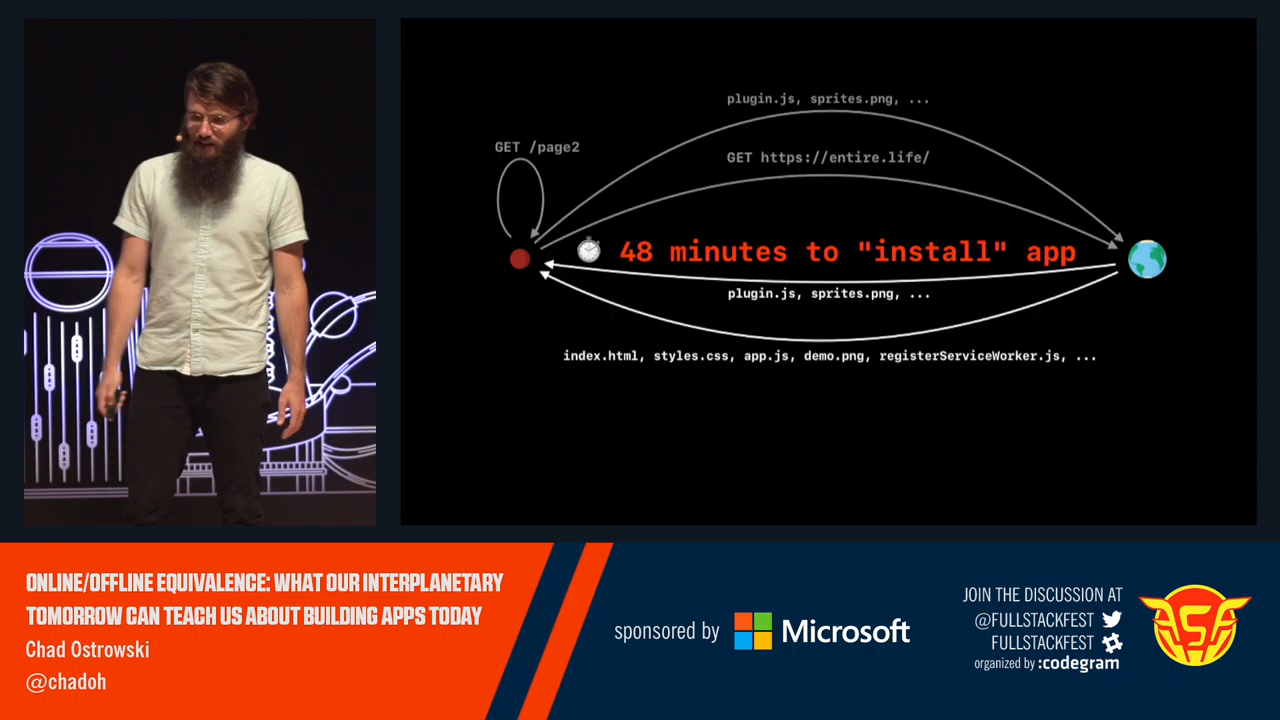 plugin.js, sprites.png, ...
GET /page2
GET https://entire.life/
48 minutes to "install" app
plugin.js, sprites.png, ...
index.html, styles.css, app.js, demo.png, registerServiceWorker.js, ...
ONLINE/OFFLINE EQUIVALENCE: WHAT OUR INTERPLANETARY
TOMORROW CAN TEACH US ABOUT BUILDING APPS TODAY
Chad Ostrowski
@chadoh
sponsored by Microsoft
JOIN THE DISCUSSION AT
@FULLSTACKFEST
FULLSTACKFEST
organized by :codegram
FSF